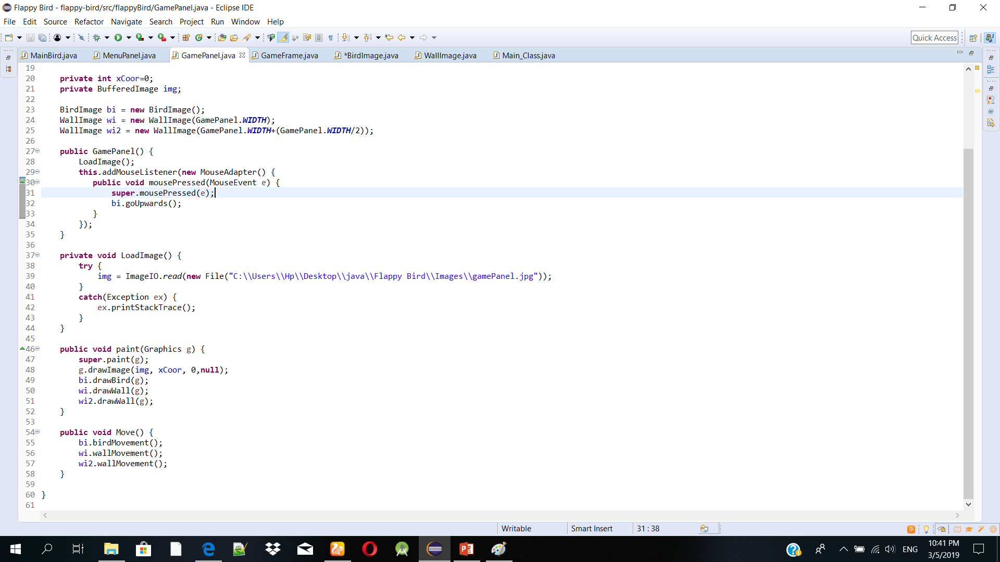 Flappy Bird - flappy-bird/src/flappyBird/GamePanel.java - Eclipse IDE
File Edit Source Refactor Navigate Search Project Run Window Help
Quick Access
MainBird.java MenuPanel.java GamePanel.java GameFrame.java *BirdImage.java WallImage.java Main_Class.java
19
20 private int xCoor=0;
21 private BufferedImage img;
22
23 BirdImage bi = new BirdImage();
24 WallImage wi = new WallImage(GamePanel.WIDTH);
25 WallImage wi2 = new WallImage(GamePanel.WIDTH+(GamePanel.WIDTH/2));
26
27 public GamePanel() {
28 LoadImage();
29 this.addMouseListener(new MouseAdapter() {
30 public void mousePressed(MouseEvent e) {
31 super.mousePressed(e);
32 bi.goUpwards();
33 }
34 });
35 }
36
37 private void LoadImage() {
38 try {
39 img = ImageIO.read(new File("C:\\Users\\Hp\\Desktop\\java\\Flappy Bird\\Images\\gamePanel.jpg"));
40 }
41 catch(Exception ex) {
42 ex.printStackTrace();
43 }
44 }
45
46 public void paint(Graphics g) {
47 super.paint(g);
48 g.drawImage(img, xCoor, 0,null);
49 bi.drawBird(g);
50 wi.drawWall(g);
51 wi2.drawWall(g);
52 }
53
54 public void Move() {
55 bi.birdMovement();
56 wi.wallMovement();
57 wi2.wallMovement();
58 }
59
60 }
61
Writable Smart Insert 31 : 38
ENG 10:41 PM
3/5/2019